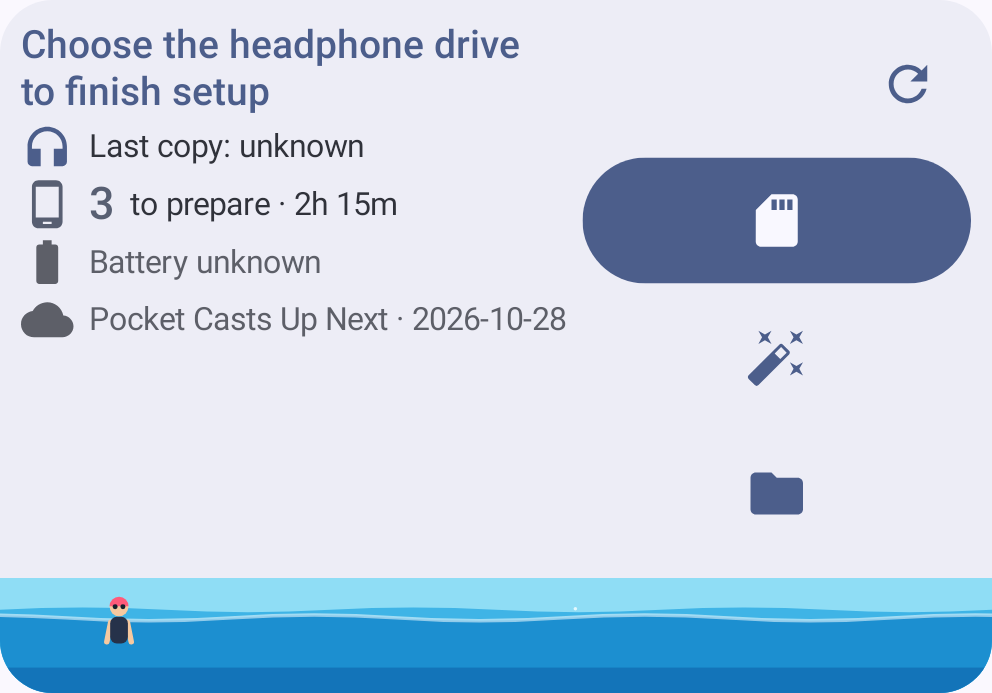 Choose the headphone drive
to finish setup
Last copy: unknown
3 to prepare · 2h 15m
Battery unknown
Pocket Casts Up Next · 2026-10-28